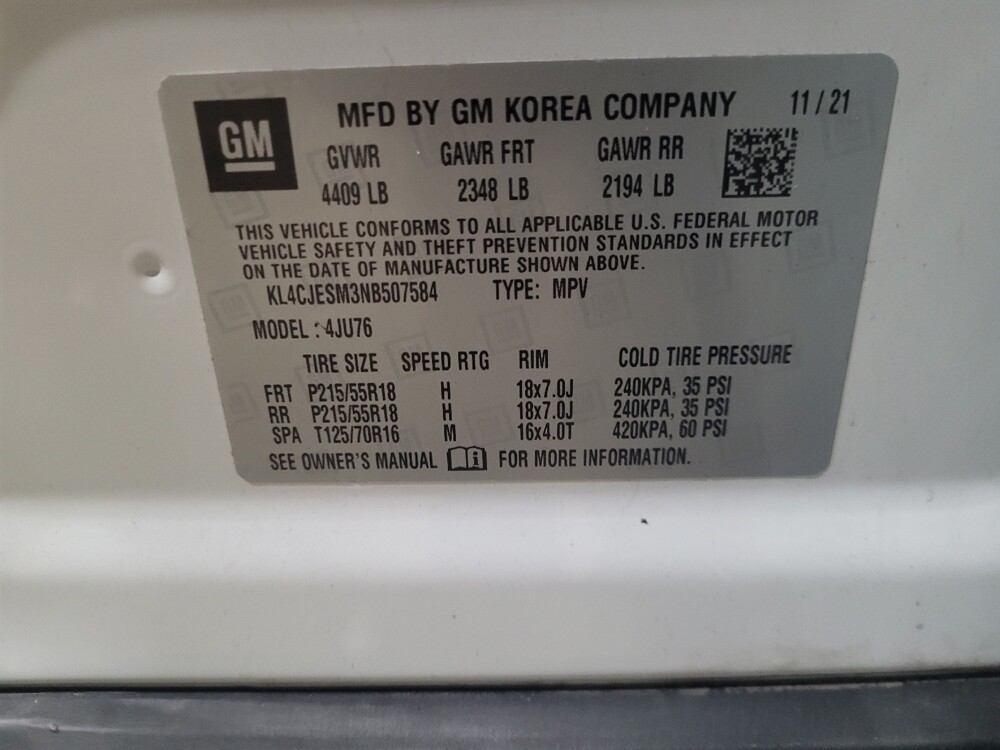 GM
MFD BY GM KOREA COMPANY 11 / 21
GVWR GAWR FRT GAWR RR
4409 LB 2348 LB 2194 LB
THIS VEHICLE CONFORMS TO ALL APPLICABLE U.S. FEDERAL MOTOR
VEHICLE SAFETY AND THEFT PREVENTION STANDARDS IN EFFECT
ON THE DATE OF MANUFACTURE SHOWN ABOVE.
KL4CJESM3NB507584 TYPE: MPV
MODEL : 4JU76
TIRE SIZE SPEED RTG RIM COLD TIRE PRESSURE
FRT P215/55R18 H 18x7.0J 240KPA, 35 PSI
RR P215/55R18 H 18x7.0J 240KPA, 35 PSI
SPA T125/70R16 M 16x4.0T 420KPA, 60 PSI
SEE OWNER'S MANUAL i FOR MORE INFORMATION.